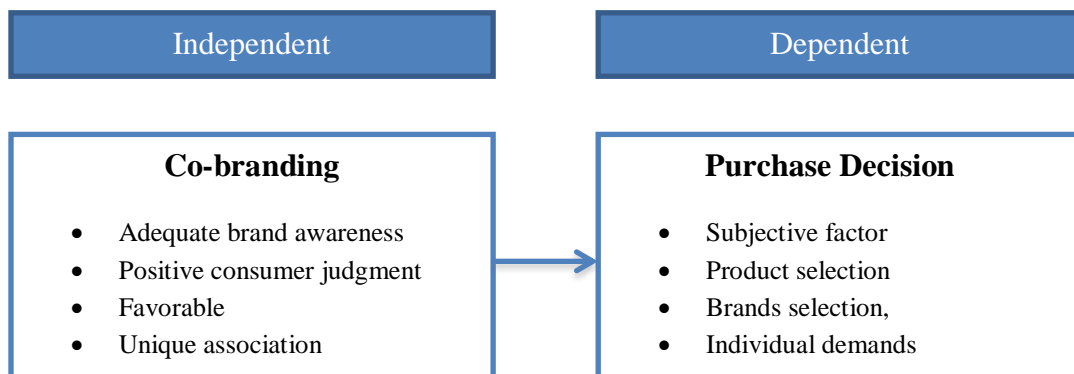 Independent
Dependent
Co-branding
• Adequate brand awareness
• Positive consumer judgment
• Favorable
• Unique association
Purchase Decision
• Subjective factor
• Product selection
• Brands selection,
• Individual demands